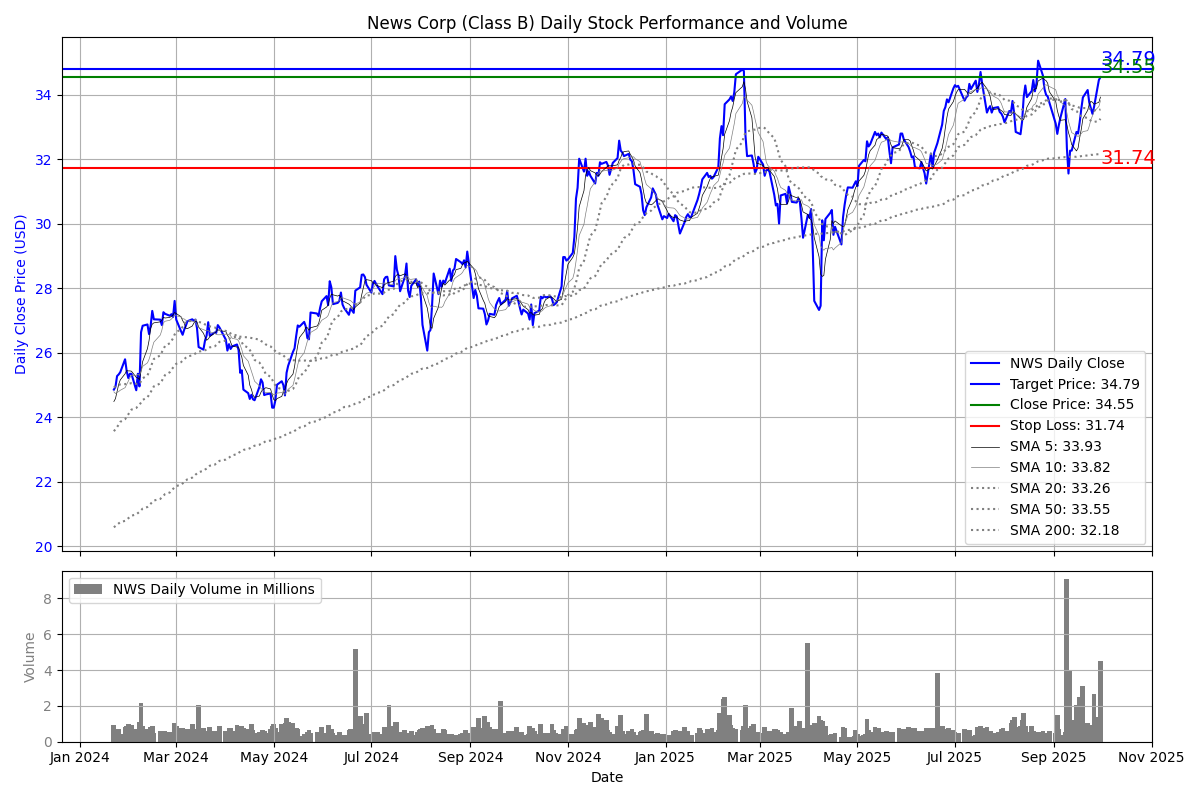 News Corp (Class B) Daily Stock Performance and Volume
34.79
34.55
31.74
Daily Close Price (USD)
34
32
30
28
26
24
22
20
NWS Daily Close
Target Price: 34.79
Close Price: 34.55
Stop Loss: 31.74
SMA 5: 33.93
SMA 10: 33.82
SMA 20: 33.26
SMA 50: 33.55
SMA 200: 32.18
NWS Daily Volume in Millions
Volume
8
6
4
2
0
Jan 2024 Mar 2024 May 2024 Jul 2024 Sep 2024 Nov 2024 Jan 2025 Mar 2025 May 2025 Jul 2025 Sep 2025 Nov 2025
Date